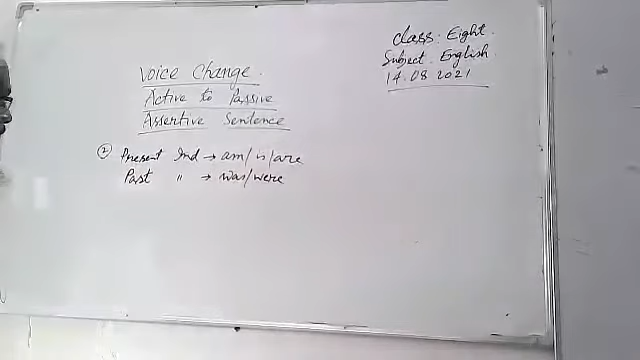 Class: Eight.
Subject: English
14.08 2021
Voice Change.
Active to Passive
Assertive Sentence
② Present Ind → am/is/are
Past " → was/were